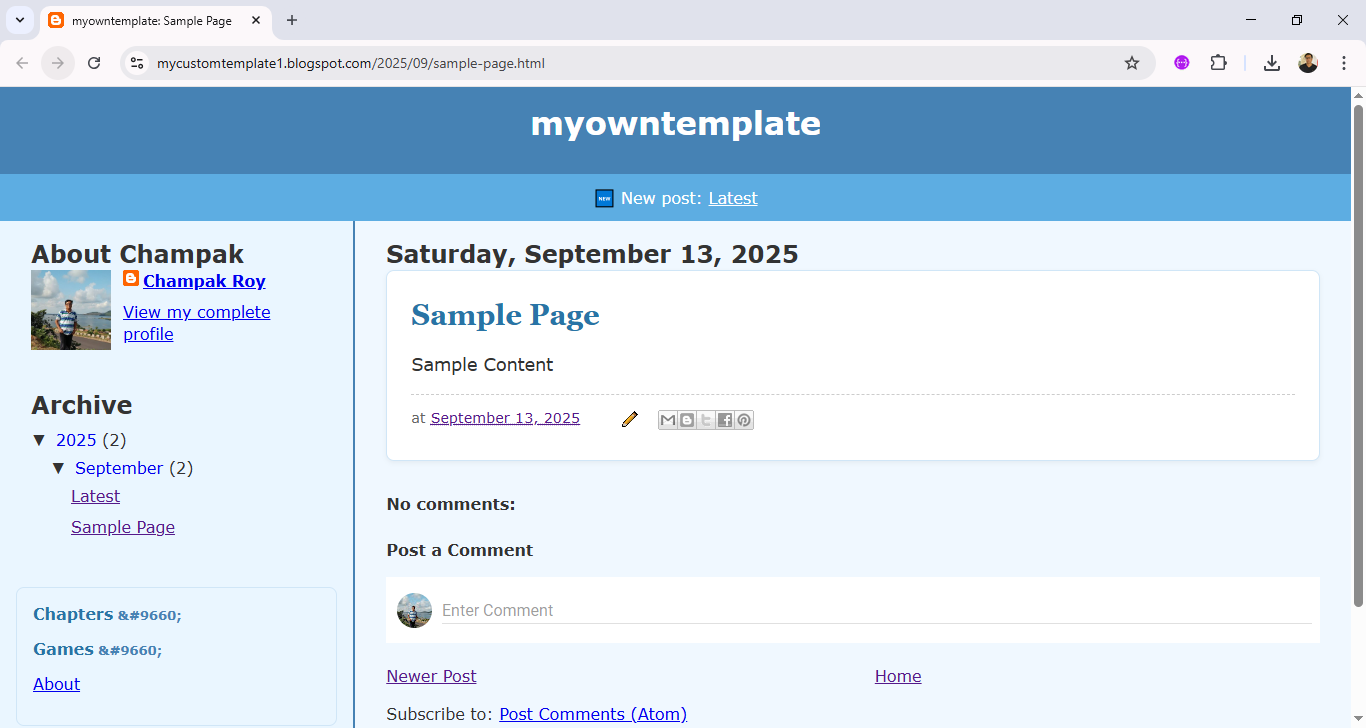 myowntemplate: Sample Page
mycustomtemplate1.blogspot.com/2025/09/sample-page.html
myowntemplate
NEW New post: Latest
About Champak
Champak Roy
View my complete
profile
Archive
▼ 2025 (2)
▼ September (2)
Latest
Sample Page
Chapters &#9660;
Games &#9660;
About
Saturday, September 13, 2025
Sample Page
Sample Content
at September 13, 2025
No comments:
Post a Comment
Enter Comment
Newer Post Home
Subscribe to: Post Comments (Atom)